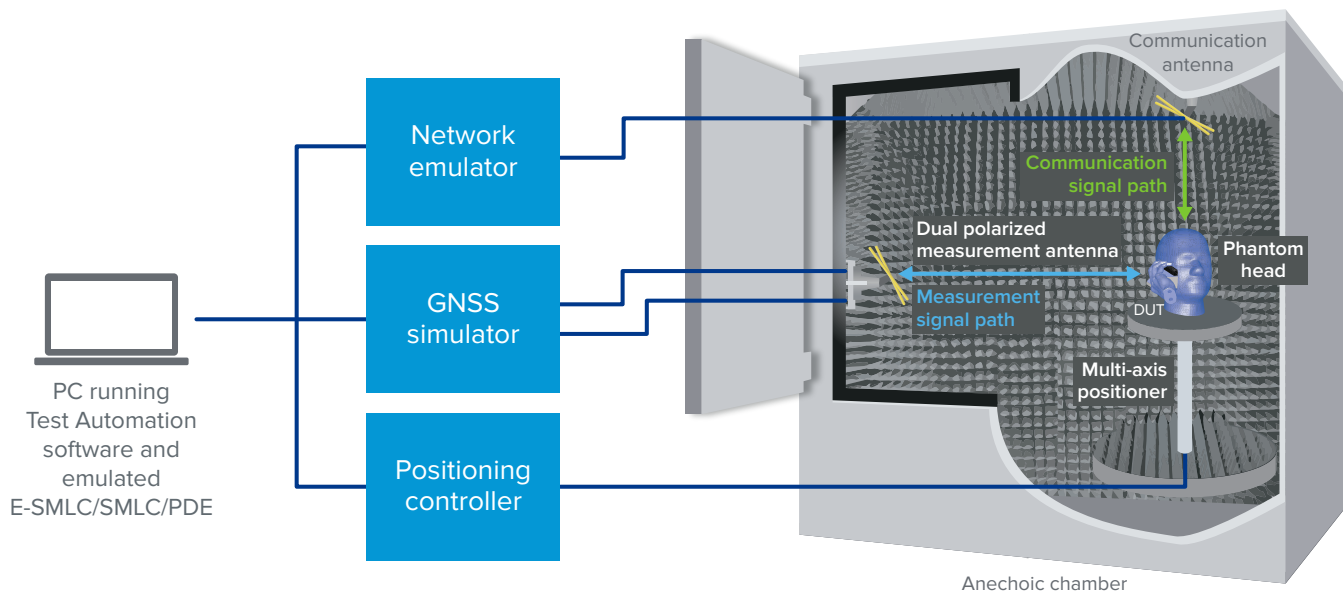 Communication
antenna
Network
emulator
Communication
signal path
Dual polarized
measurement antenna
Phantom
head
GNSS
simulator
Measurement
signal path
DUT
Multi-axis
positioner
PC running
Test Automation
software and
emulated
E-SMLC/SMLC/PDE
Positioning
controller
Anechoic chamber